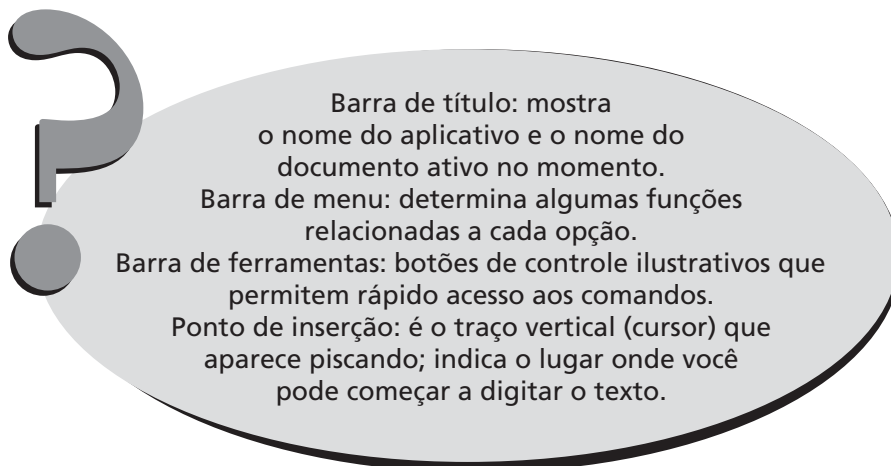 Barra de título: mostra
o nome do aplicativo e o nome do
documento ativo no momento.
Barra de menu: determina algumas funções
relacionadas a cada opção.
Barra de ferramentas: botões de controle ilustrativos que
permitem rápido acesso aos comandos.
Ponto de inserção: é o traço vertical (cursor) que
aparece piscando; indica o lugar onde você
pode começar a digitar o texto.